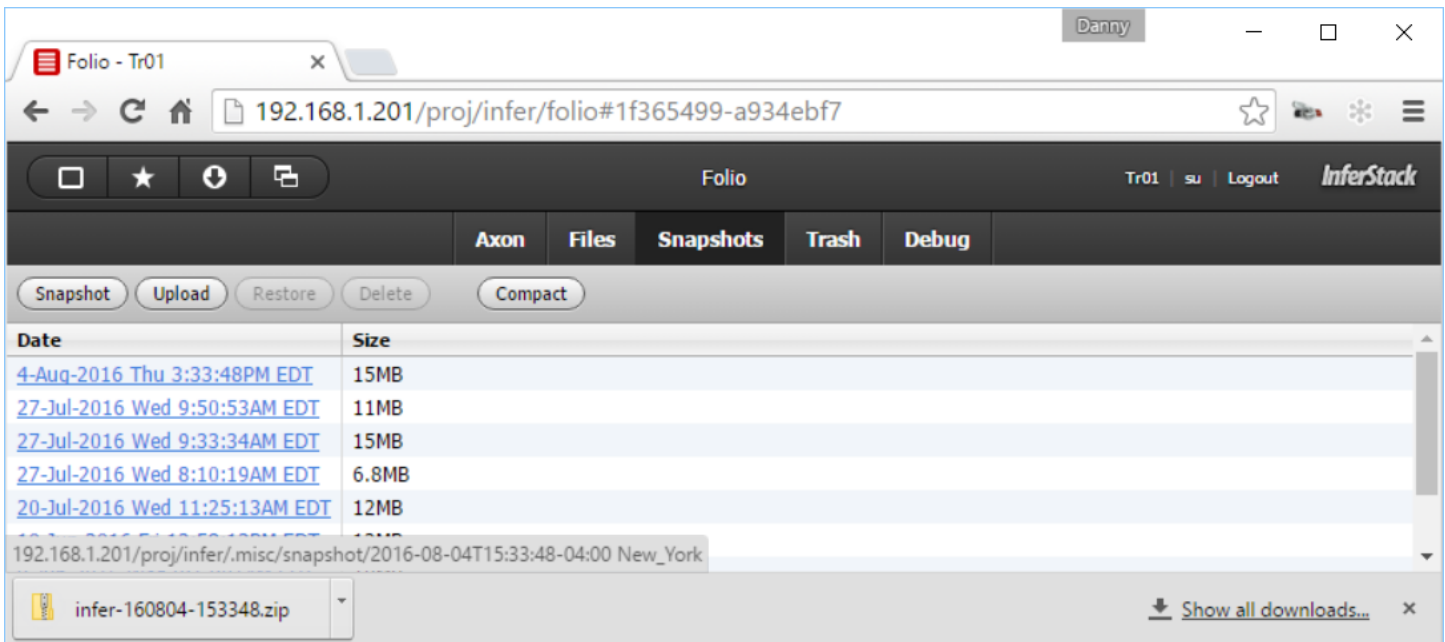 Danny
Folio - Tr01
192.168.1.201/proj/infer/folio#1f365499-a934ebf7
Folio Tr01 | su | Logout InferStack
Axon Files Snapshots Trash Debug
Snapshot Upload Restore Delete Compact
Date Size
4-Aug-2016 Thu 3:33:48PM EDT 15MB
27-Jul-2016 Wed 9:50:53AM EDT 11MB
27-Jul-2016 Wed 9:33:34AM EDT 15MB
27-Jul-2016 Wed 8:10:19AM EDT 6.8MB
20-Jul-2016 Wed 11:25:13AM EDT 12MB
192.168.1.201/proj/infer/.misc/snapshot/2016-08-04T15:33:48-04:00 New_York
infer-160804-153348.zip Show all downloads...